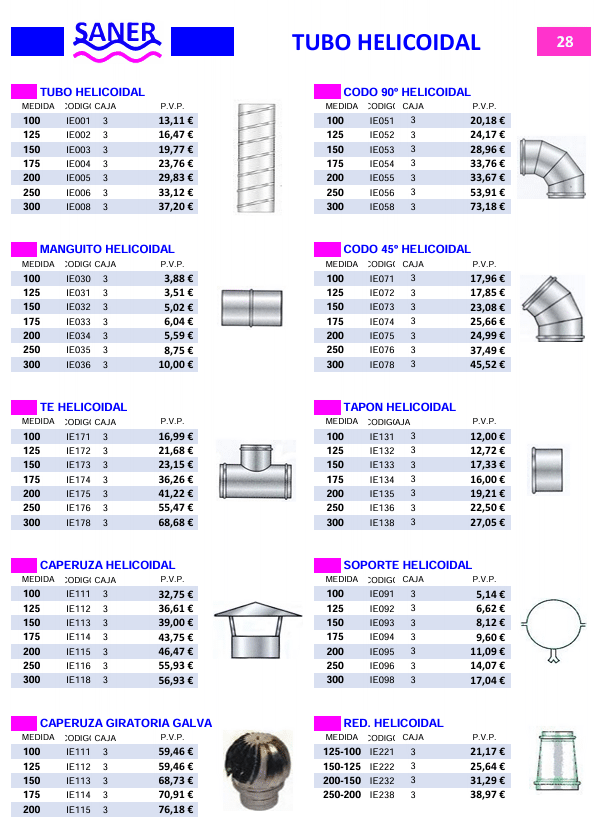 SANER
TUBO HELICOIDAL
28
TUBO HELICOIDAL
MEDIDA CODIGO CAJA P.V.P.
100 IE001 3 13,11 €
125 IE002 3 16,47 €
150 IE003 3 19,77 €
175 IE004 3 23,76 €
200 IE005 3 29,83 €
250 IE006 3 33,12 €
300 IE008 3 37,20 €
CODO 90º HELICOIDAL
MEDIDA CODIGO CAJA P.V.P.
100 IE051 3 20,18 €
125 IE052 3 24,17 €
150 IE053 3 28,96 €
175 IE054 3 33,76 €
200 IE055 3 33,67 €
250 IE056 3 53,91 €
300 IE058 3 73,18 €
MANGUITO HELICOIDAL
MEDIDA CODIGO CAJA P.V.P.
100 IE030 3 3,88 €
125 IE031 3 3,51 €
150 IE032 3 5,02 €
175 IE033 3 6,04 €
200 IE034 3 5,59 €
250 IE035 3 8,75 €
300 IE036 3 10,00 €
CODO 45º HELICOIDAL
MEDIDA CODIGO CAJA P.V.P.
100 IE071 3 17,96 €
125 IE072 3 17,85 €
150 IE073 3 23,08 €
175 IE074 3 25,66 €
200 IE075 3 24,99 €
250 IE076 3 37,49 €
300 IE078 3 45,52 €
TE HELICOIDAL
MEDIDA CODIGO CAJA P.V.P.
100 IE171 3 16,99 €
125 IE172 3 21,68 €
150 IE173 3 23,15 €
175 IE174 3 36,26 €
200 IE175 3 41,22 €
250 IE176 3 55,47 €
300 IE178 3 68,68 €
TAPON HELICOIDAL
MEDIDA CODIGO CAJA P.V.P.
100 IE131 3 12,00 €
125 IE132 3 12,72 €
150 IE133 3 17,33 €
175 IE134 3 16,00 €
200 IE135 3 19,21 €
250 IE136 3 22,50 €
300 IE138 3 27,05 €
CAPERUZA HELICOIDAL
MEDIDA CODIGO CAJA P.V.P.
100 IE111 3 32,75 €
125 IE112 3 36,61 €
150 IE113 3 39,00 €
175 IE114 3 43,75 €
200 IE115 3 46,47 €
250 IE116 3 55,93 €
300 IE118 3 56,93 €
SOPORTE HELICOIDAL
MEDIDA CODIGO CAJA P.V.P.
100 IE091 3 5,14 €
125 IE092 3 6,62 €
150 IE093 3 8,12 €
175 IE094 3 9,60 €
200 IE095 3 11,09 €
250 IE096 3 14,07 €
300 IE098 3 17,04 €
CAPERUZA GIRATORIA GALVA
MEDIDA CODIGO CAJA P.V.P.
100 IE111 3 59,46 €
125 IE112 3 59,46 €
150 IE113 3 68,73 €
175 IE114 3 70,91 €
200 IE115 3 76,18 €
RED. HELICOIDAL
MEDIDA CODIGO CAJA P.V.P.
125-100 IE221 3 21,17 €
150-125 IE222 3 25,64 €
200-150 IE232 3 31,29 €
250-200 IE238 3 38,97 €